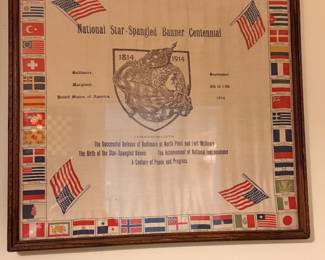 National Star-Spangled Banner Centennial
1814 1914
Baltimore,
Maryland,
United States of America
September
6th to 13th
1914
The Successful Defense of Baltimore at North Point and Fort McHenry
The Birth of the Star-Spangled Banner The Achievement of National Independence
A Century of Peace and Progress